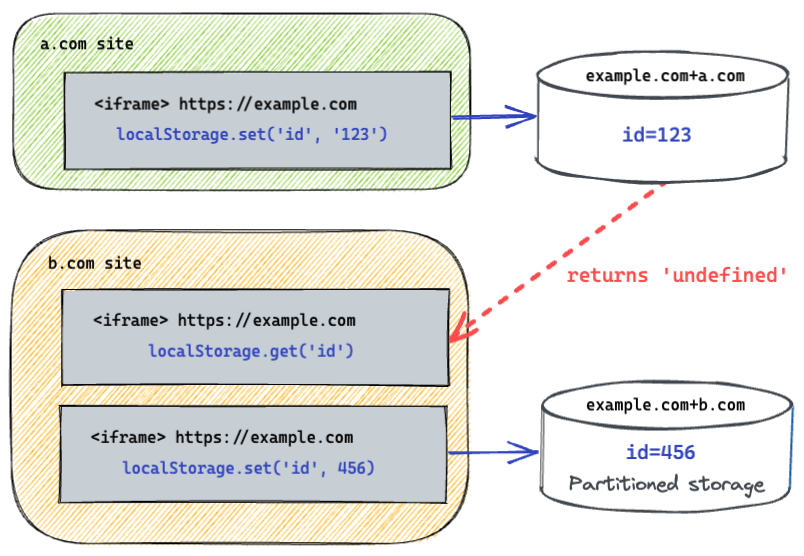 a.com site
<iframe> https://example.com
localStorage.set('id', '123')
example.com+a.com
id=123
returns 'undefined'
b.com site
<iframe> https://example.com
localStorage.get('id')
<iframe> https://example.com
localStorage.set('id', 456)
example.com+b.com
id=456
Partitioned storage